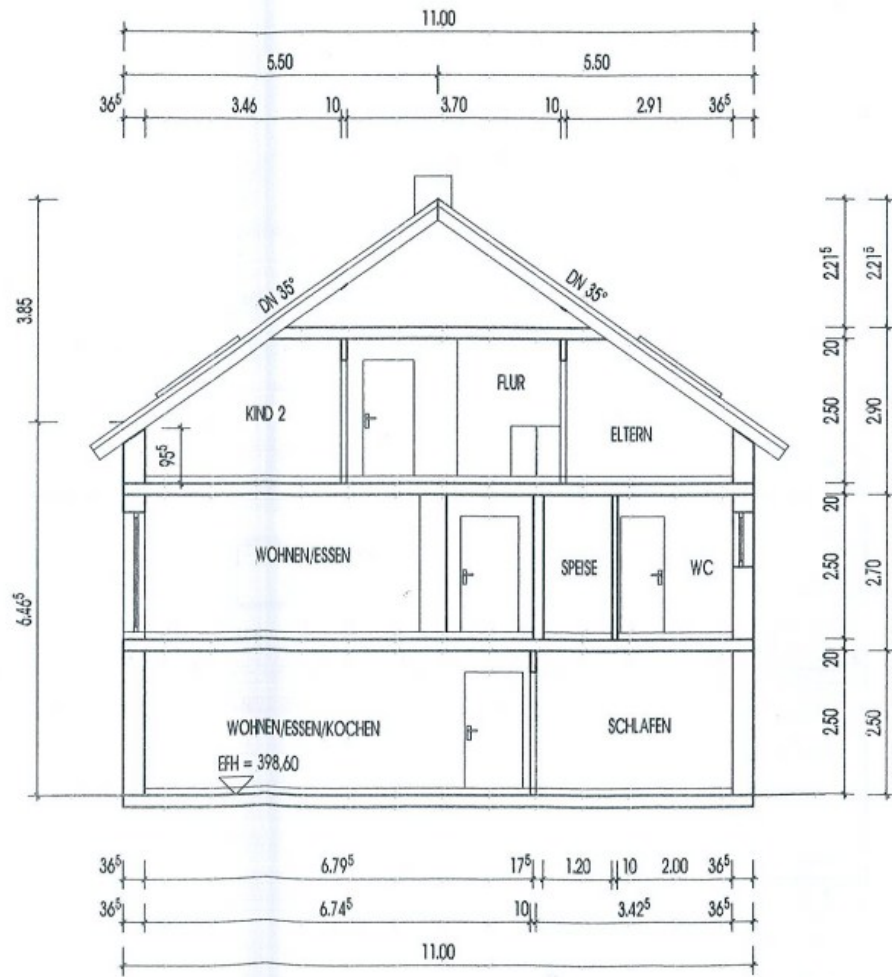 11.00
5.50 5.50
36⁵ 3.46 10 3.70 10 2.91 36⁵
3.85
6.46⁵
DN 35° DN 35°
2.21⁵ 2.21⁵
20
2.50 2.90
20
2.50 2.70
20
2.50 2.50
KIND 2
FLUR
ELTERN
95⁵
WOHNEN/ESSEN
SPEISE
WC
WOHNEN/ESSEN/KOCHEN
SCHLAFEN
EFH = 398,60
36⁵ 6.79⁵ 17⁵ 1.20 10 2.00 36⁵
36⁵ 6.74⁵ 10 3.42⁵ 36⁵
11.00